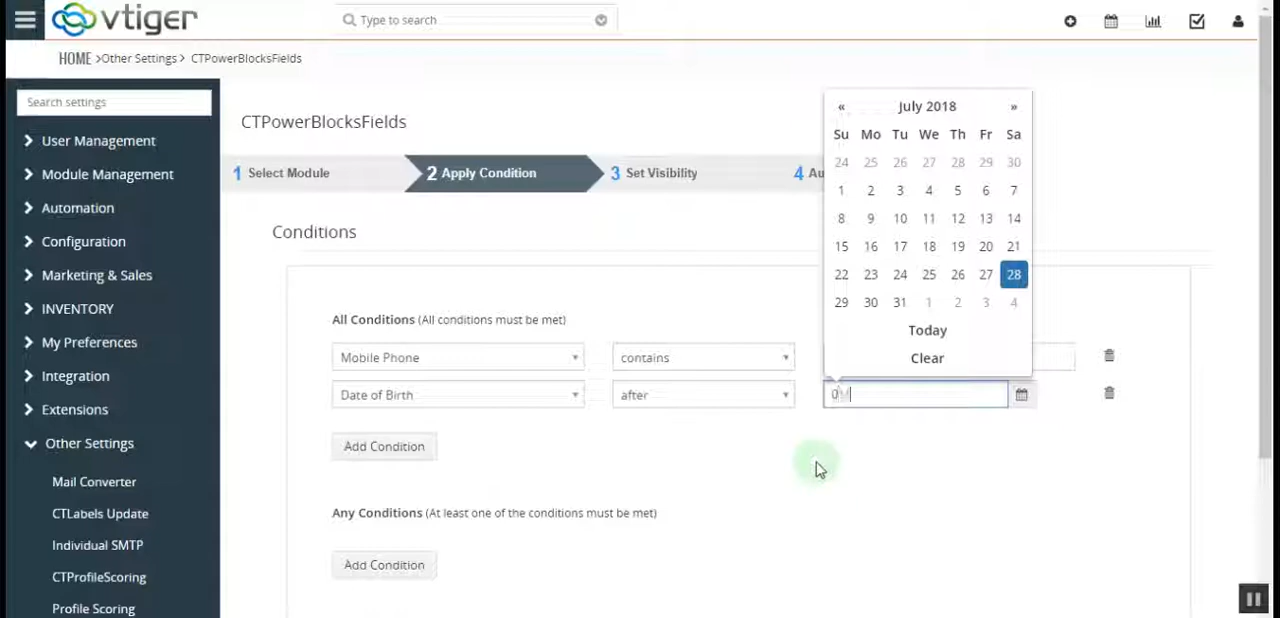 vtiger
Type to search
HOME >Other Settings > CTPowerBlocksFields
Search settings
User Management
Module Management
Automation
Configuration
Marketing & Sales
INVENTORY
My Preferences
Integration
Extensions
Other Settings
Mail Converter
CTLabels Update
Individual SMTP
CTProfileScoring
Profile Scoring
CTPowerBlocksFields
1 Select Module
2 Apply Condition
3 Set Visibility
4 Au
Conditions
All Conditions (All conditions must be met)
Mobile Phone contains
Date of Birth after
Add Condition
Any Conditions (At least one of the conditions must be met)
Add Condition
« July 2018 »
Su Mo Tu We Th Fr Sa
24 25 26 27 28 29 30
1 2 3 4 5 6 7
8 9 10 11 12 13 14
15 16 17 18 19 20 21
22 23 24 25 26 27 28
29 30 31 1 2 3 4
Today
Clear